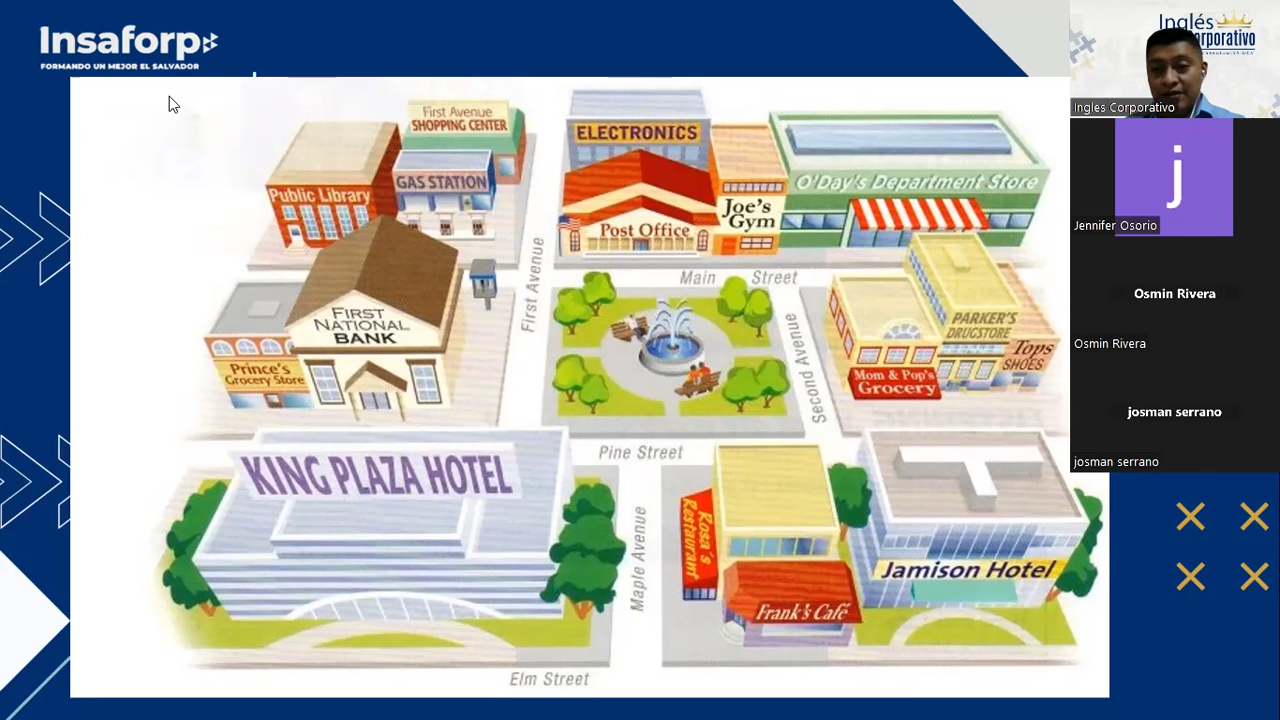 Insaforp
FORMANDO UN MEJOR EL SALVADOR
First Avenue
SHOPPING CENTER
Public Library
GAS STATION
ELECTRONICS
Post Office
Joe's
Gym
O'Day's Department Store
Main Street
First Avenue
Second Avenue
FIRST
NATIONAL
BANK
Prince's
Grocery Store
Mom & Pop's
Grocery
PARKER'S
DRUGSTORE
Tops
SHOES
Pine Street
KING PLAZA HOTEL
Maple Avenue
Rosa's
Restaurant
Frank's Café
Jamison Hotel
Elm Street
Inglés
Corporativo
Ingles Corporativo
j
Jennifer Osorio
Osmin Rivera
Osmin Rivera
josman serrano
josman serrano